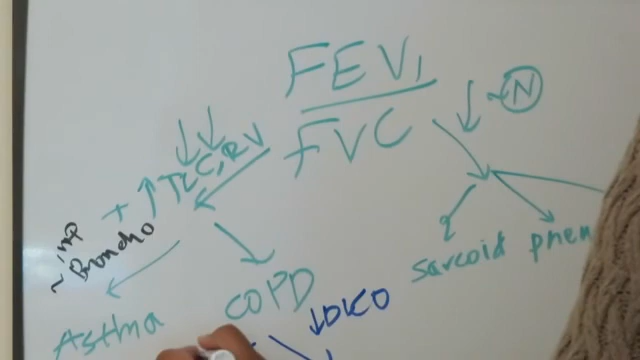 FEV1
FVC
↓ ~ N
↓↓
+ ↑ TLC, RV
~ imp
Broncho
Asthma
COPD
↓DLCO
sarcoid
pneu